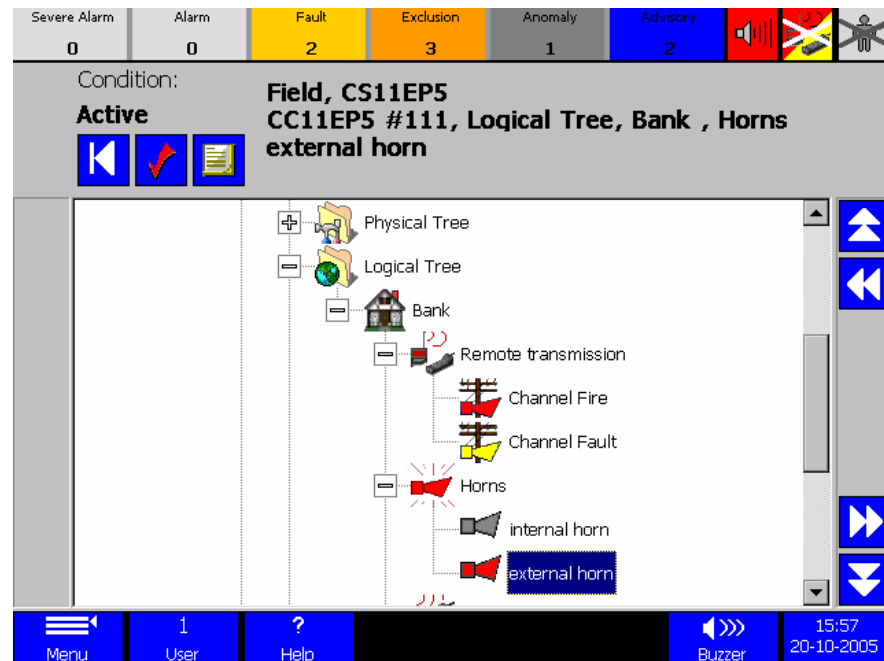 Severe Alarm Alarm Fault Exclusion Anomaly Advisory
0 0 2 3 1 2
Condition:
Active
Field, CS11EP5
CC11EP5 #111, Logical Tree, Bank , Horns
external horn
Physical Tree
Logical Tree
Bank
Remote transmission
Channel Fire
Channel Fault
Horns
internal horn
external horn
1 ? 15:57
Menu User Help Buzzer 20-10-2005